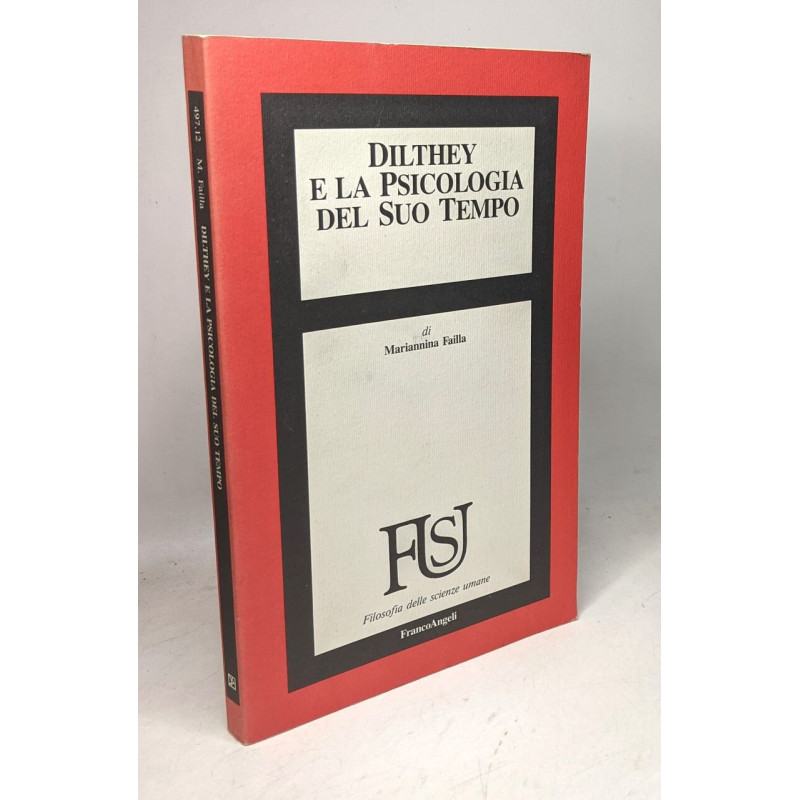 DILTHEY
E LA PSICOLOGIA
DEL SUO TEMPO
di
Mariannina Failla
FSU
Filosofia delle scienze umane
FrancoAngeli
497.12 M. Failla DILTHEY E LA PSICOLOGIA DEL SUO TEMPO